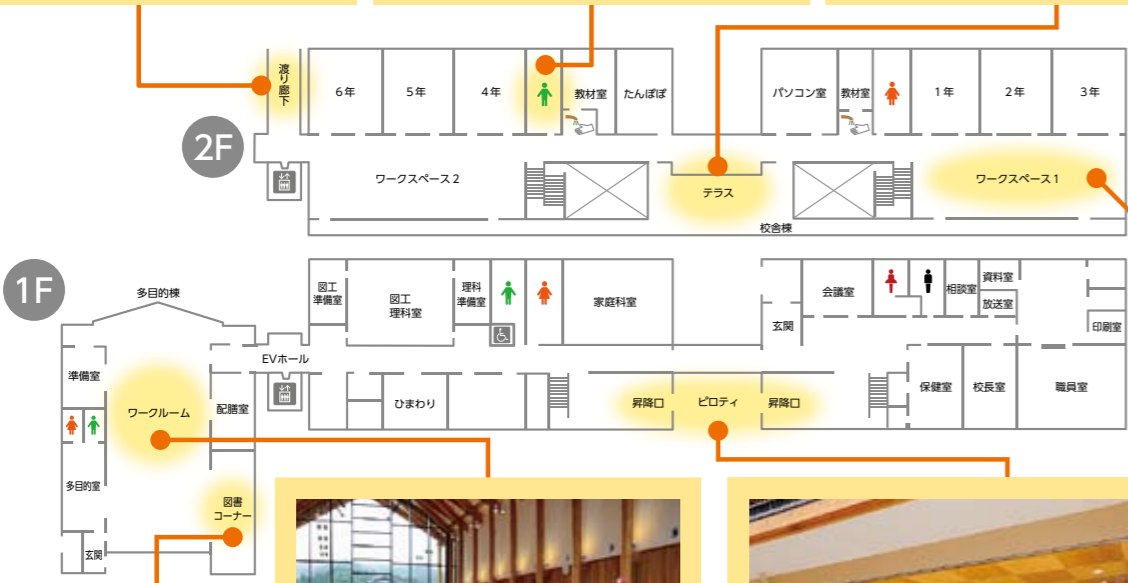 2F
渡り廊下
6年
5年
4年
教材室
たんぽぽ
パソコン室
教材室
1年
2年
3年
ワークスペース2
テラス
ワークスペース1
校舎棟
1F
多目的棟
図工
準備室
図工
理科室
理科
準備室
家庭科室
玄関
会議室
相談室
資料室
放送室
印刷室
EVホール
準備室
ワークルーム
配膳室
ひまわり
昇降口
ピロティ
昇降口
保健室
校長室
職員室
多目的室
図書
コーナー
玄関